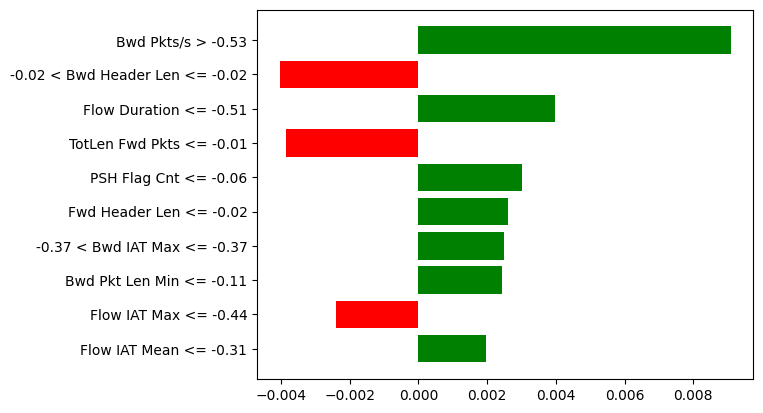 Bwd Pkts/s > -0.53
-0.02 < Bwd Header Len <= -0.02
Flow Duration <= -0.51
TotLen Fwd Pkts <= -0.01
PSH Flag Cnt <= -0.06
Fwd Header Len <= -0.02
-0.37 < Bwd IAT Max <= -0.37
Bwd Pkt Len Min <= -0.11
Flow IAT Max <= -0.44
Flow IAT Mean <= -0.31
−0.004 −0.002 0.000 0.002 0.004 0.006 0.008